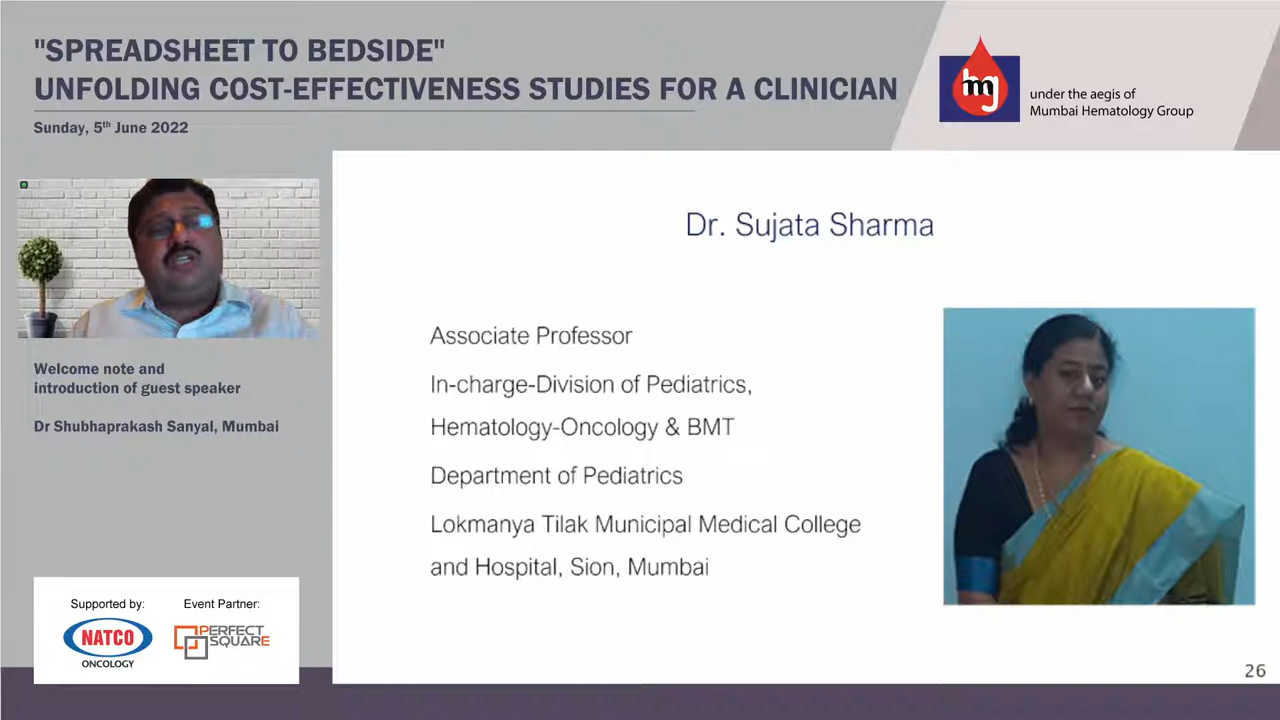 "SPREADSHEET TO BEDSIDE"
UNFOLDING COST-EFFECTIVENESS STUDIES FOR A CLINICIAN
Sunday, 5th June 2022
hmg
under the aegis of
Mumbai Hematology Group
Welcome note and
introduction of guest speaker
Dr Shubhaprakash Sanyal, Mumbai
Supported by:
Event Partner:
NATCO
ONCOLOGY
PERFECT
SQUARE
Dr. Sujata Sharma
Associate Professor
In-charge-Division of Pediatrics,
Hematology-Oncology & BMT
Department of Pediatrics
Lokmanya Tilak Municipal Medical College
and Hospital, Sion, Mumbai
26